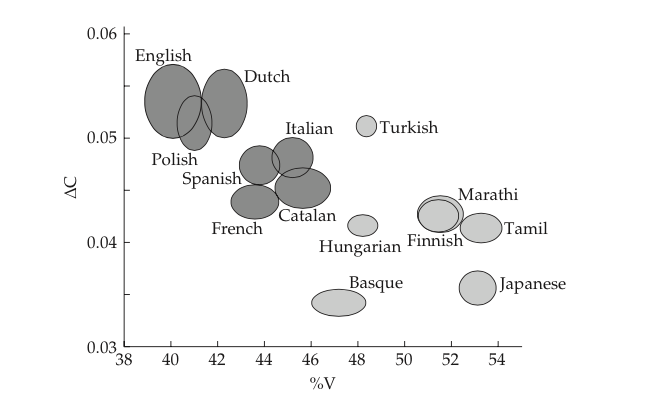 0.06
English
Dutch
0.05
Italian
Turkish
Polish
Spanish
ΔC
Marathi
Catalan
French
Finnish
Tamil
Hungarian
0.04
Basque
Japanese
0.03
38 40 42 44 46 48 50 52 54
%V